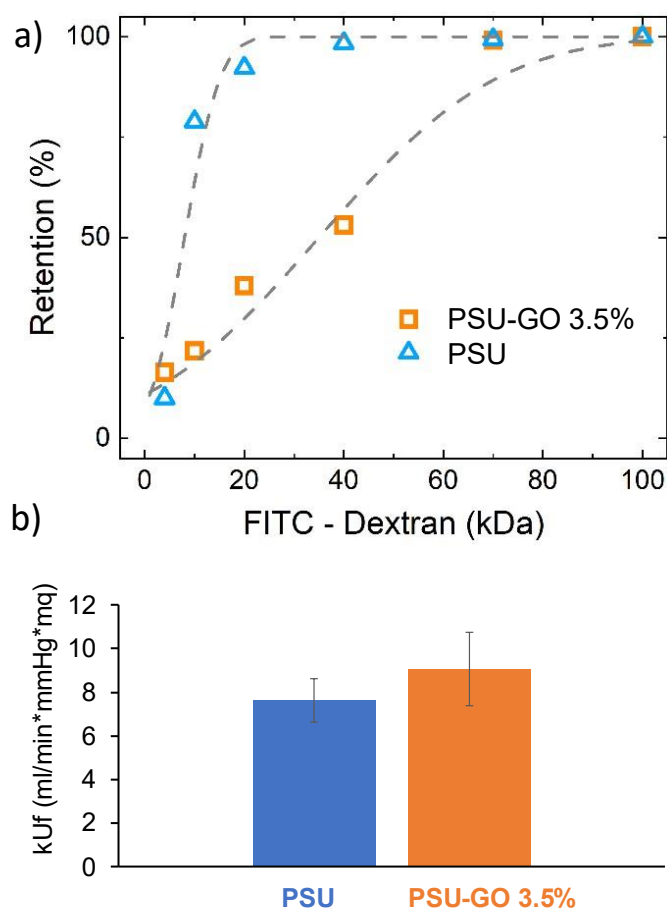 a)
100
50
0
Retention (%)
PSU-GO 3.5%
PSU
0 20 40 60 80 100
FITC - Dextran (kDa)
b)
kUf (ml/min*mmHg*mq)
12
10
8
6
4
2
0
PSU PSU-GO 3.5%